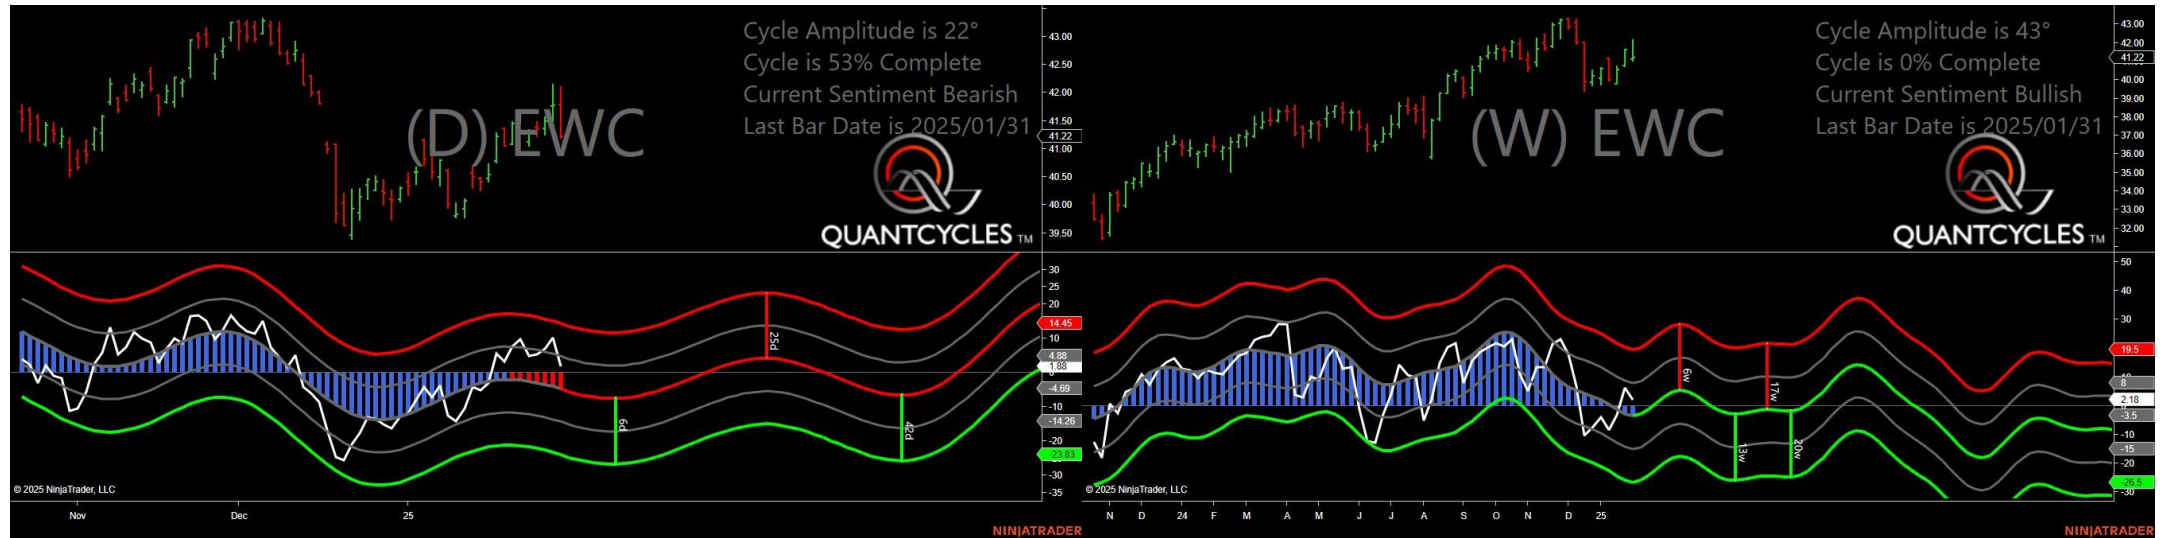 Cycle Amplitude is 22°
Cycle is 53% Complete
Current Sentiment Bearish
Last Bar Date is 2025/01/31
(D) EWC
QUANTCYCLES TM
43.00
42.50
42.00
41.50
41.22
41.00
40.50
40.00
39.50
30
25
20
14.45
10
4.88
1.88
-4.69
-10
-14.26
-20
-23.83
-30
-35
25d
6d
42d
© 2025 NinjaTrader, LLC
Nov
Dec
25
NINJATRADER
Cycle Amplitude is 43°
Cycle is 0% Complete
Current Sentiment Bullish
Last Bar Date is 2025/01/31
(W) EWC
QUANTCYCLES TM
43.00
42.00
41.22
40.00
39.00
38.00
37.00
36.00
35.00
34.00
33.00
32.00
50
40
30
19.5
8
2.18
-3.5
-10
-15
-20
-26.5
-30
6w
17w
13w
20w
© 2025 NinjaTrader, LLC
N D 24 F M A M J J A S O N D 25
NINJATRADER